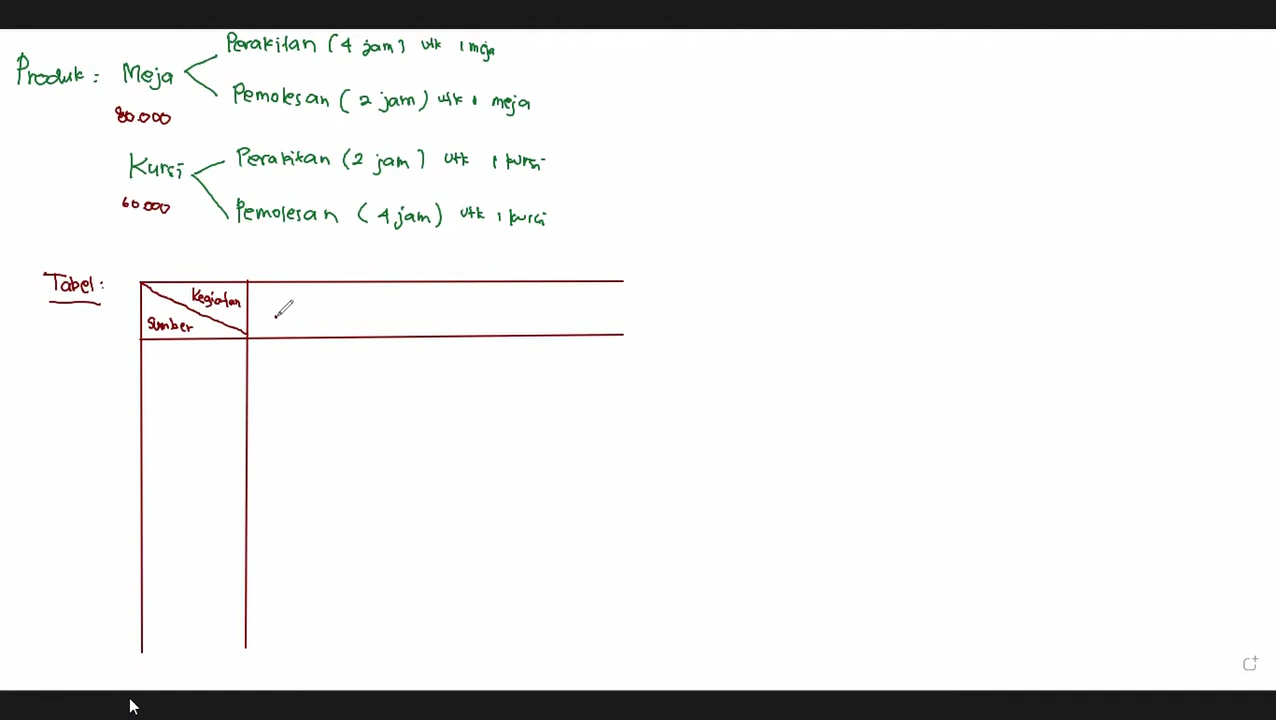 Perakitan (4 jam) utk 1 meja
Produk : Meja
Pemolesan (2 jam) utk 1 meja
80.000
Kursi
Perakitan (2 jam) utk 1 kursi
60.000
Pemolesan (4 jam) utk 1 kursi
Tabel :
Kegiatan
Sumber